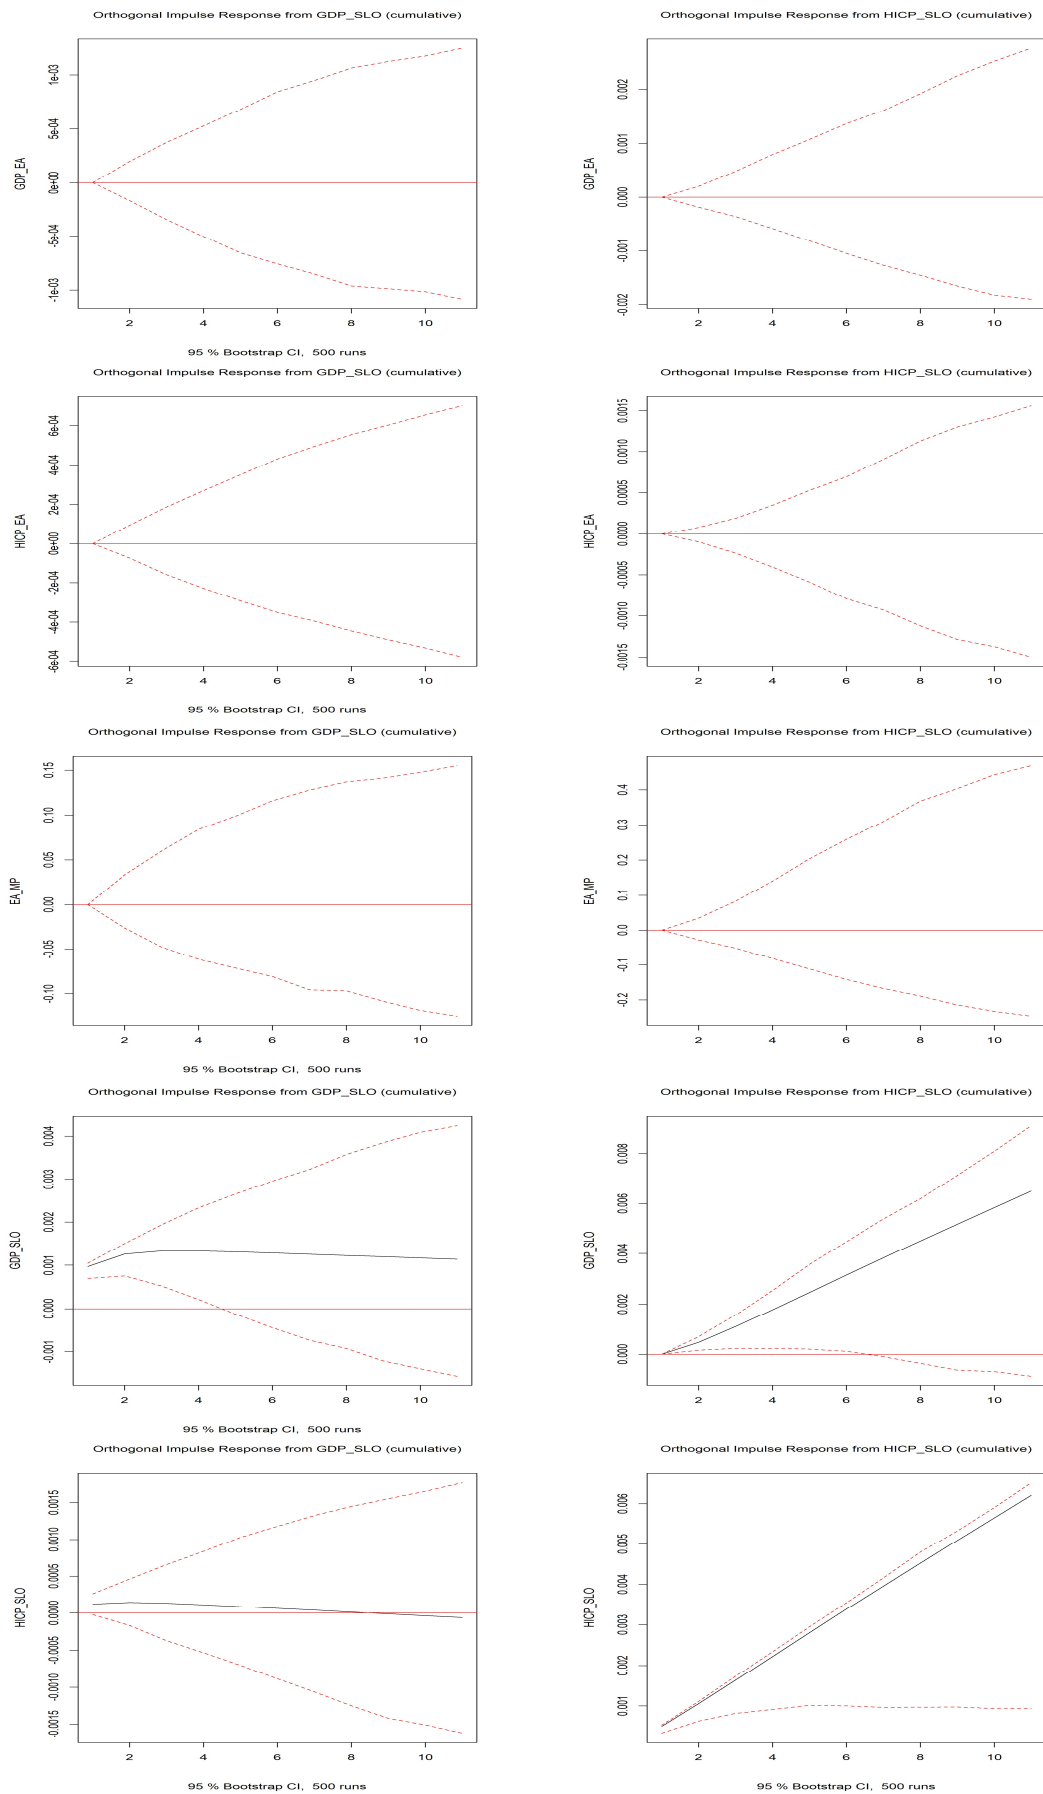 Orthogonal Impulse Response from GDP_SLO (cumulative)
GDP_EA
1e-03
5e-04
0e+00
-5e-04
-1e-03
2 4 6 8 10
95 % Bootstrap CI, 500 runs
Orthogonal Impulse Response from HICP_SLO (cumulative)
GDP_EA
0.002
0.001
0.000
-0.001
-0.002
2 4 6 8 10
Orthogonal Impulse Response from GDP_SLO (cumulative)
HICP_EA
6e-04
4e-04
2e-04
0e+00
-2e-04
-4e-04
-6e-04
2 4 6 8 10
95 % Bootstrap CI, 500 runs
Orthogonal Impulse Response from HICP_SLO (cumulative)
HICP_EA
0.0015
0.0010
0.0005
0.0000
-0.0005
-0.0010
-0.0015
2 4 6 8 10
Orthogonal Impulse Response from GDP_SLO (cumulative)
EA_MP
0.15
0.10
0.05
0.00
-0.05
-0.10
2 4 6 8 10
95 % Bootstrap CI, 500 runs
Orthogonal Impulse Response from HICP_SLO (cumulative)
EA_MP
0.4
0.3
0.2
0.1
0.0
-0.1
-0.2
2 4 6 8 10
Orthogonal Impulse Response from GDP_SLO (cumulative)
GDP_SLO
0.004
0.003
0.002
0.001
0.000
-0.001
2 4 6 8 10
95 % Bootstrap CI, 500 runs
Orthogonal Impulse Response from HICP_SLO (cumulative)
GDP_SLO
0.008
0.006
0.004
0.002
0.000
2 4 6 8 10
Orthogonal Impulse Response from GDP_SLO (cumulative)
HICP_SLO
0.0015
0.0010
0.0005
0.0000
-0.0005
-0.0010
-0.0015
2 4 6 8 10
95 % Bootstrap CI, 500 runs
Orthogonal Impulse Response from HICP_SLO (cumulative)
HICP_SLO
0.006
0.005
0.004
0.003
0.002
0.001
2 4 6 8 10
95 % Bootstrap CI, 500 runs